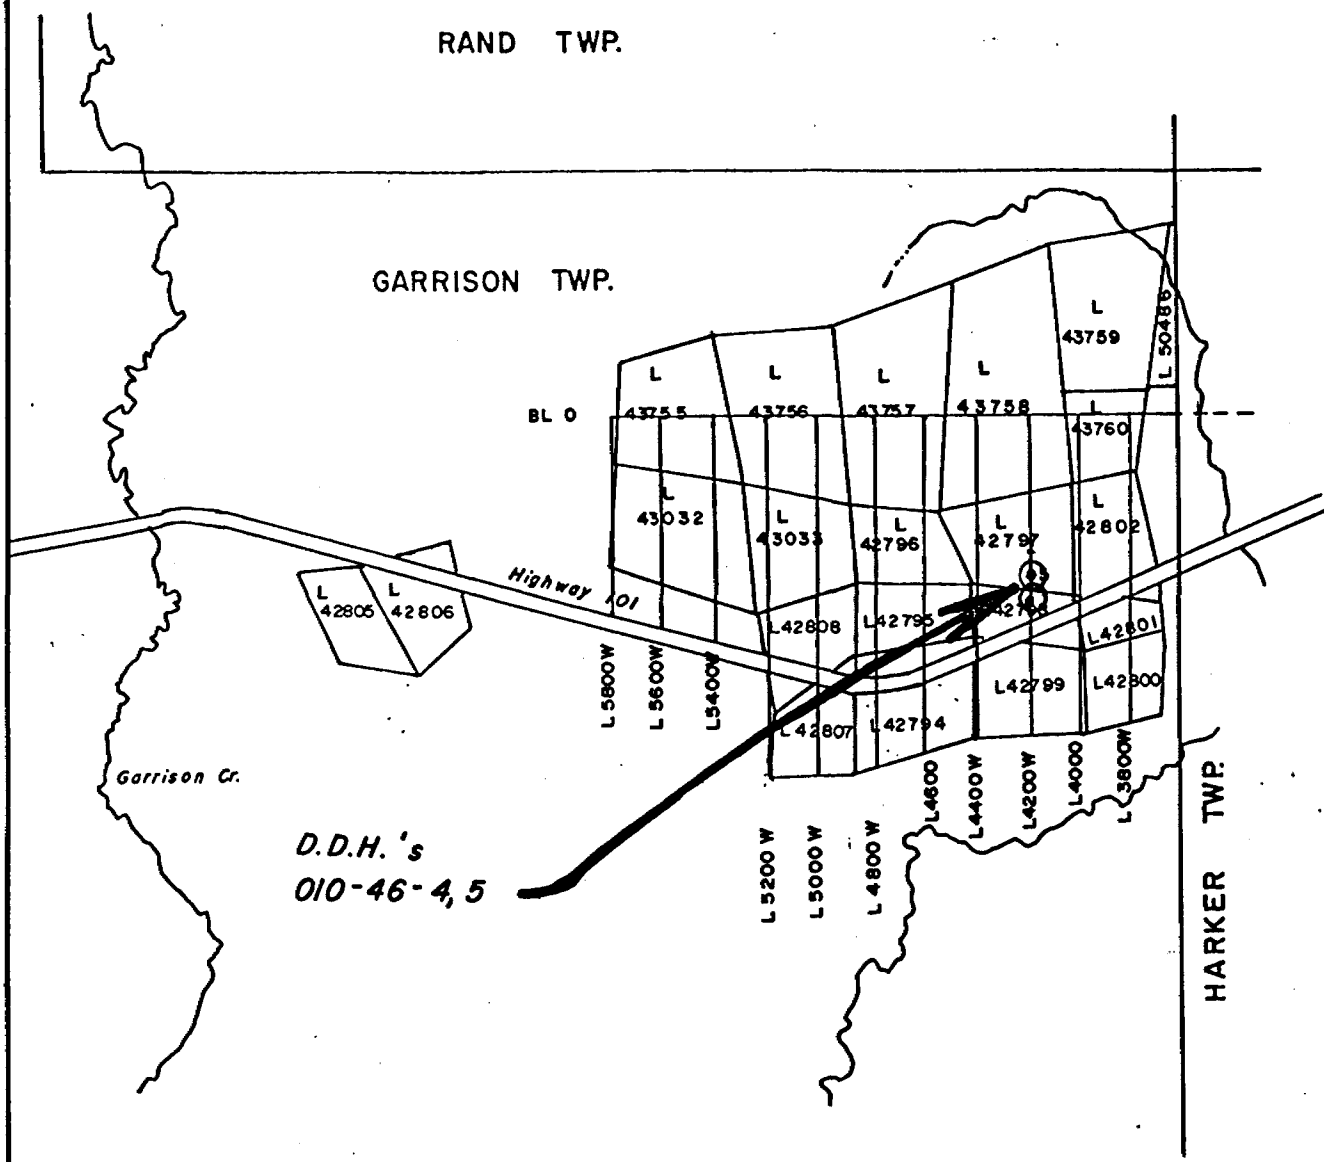 RAND TWP.
GARRISON TWP.
L
43759
L 50486
L
43755
L
43756
L
43757
L
43758
BL 0
L
43760
L
43032
L
43033
L
42796
L
42797
L
42802
5
4
Highway 101
L
42805
L
42806
L42808
L42795
L42801
L42799
L42800
L42807
L42794
L5800W
L5600W
L5400W
L5200W
L5000W
L4800W
L4600
L4400W
L4200W
L4000
L3800W
Garrison Cr.
D.D.H.'s
010-46-4,5
HARKER TWP.